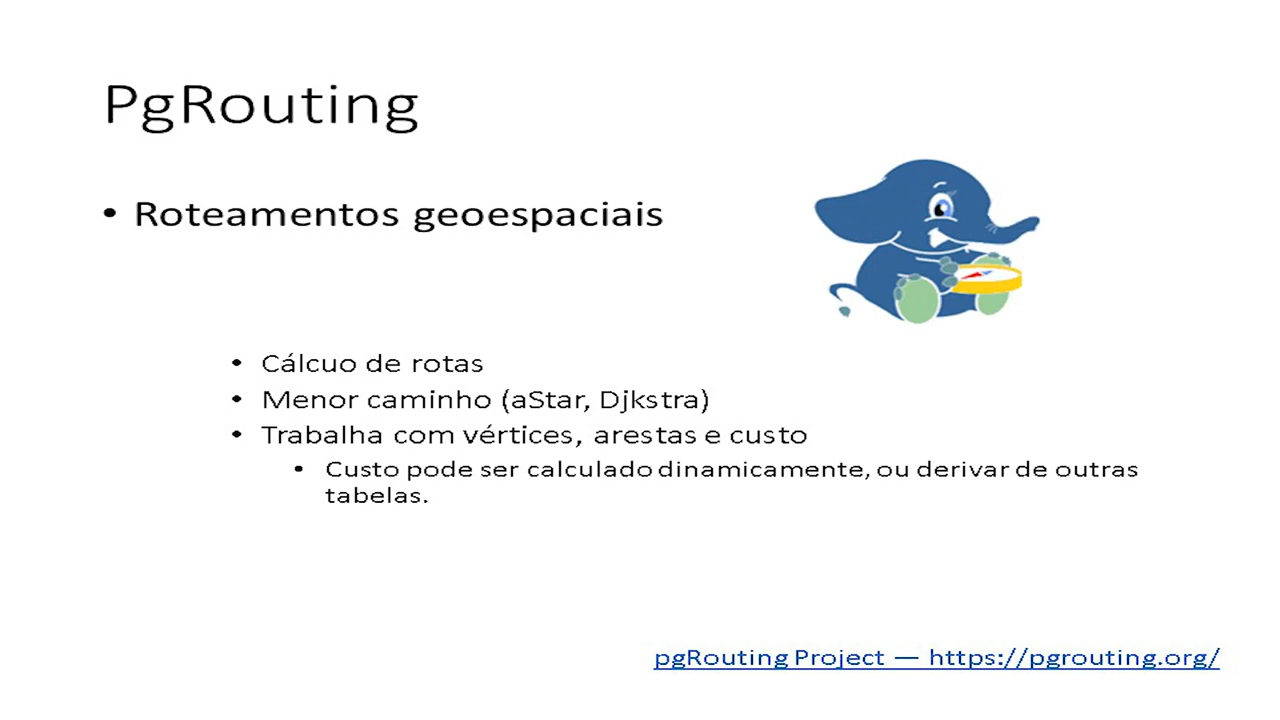 PgRouting
• Roteamentos geoespaciais
• Cálcuo de rotas
• Menor caminho (aStar, Djkstra)
• Trabalha com vértices, arestas e custo
• Custo pode ser calculado dinamicamente, ou derivar de outras
tabelas.
pgRouting Project — https://pgrouting.org/